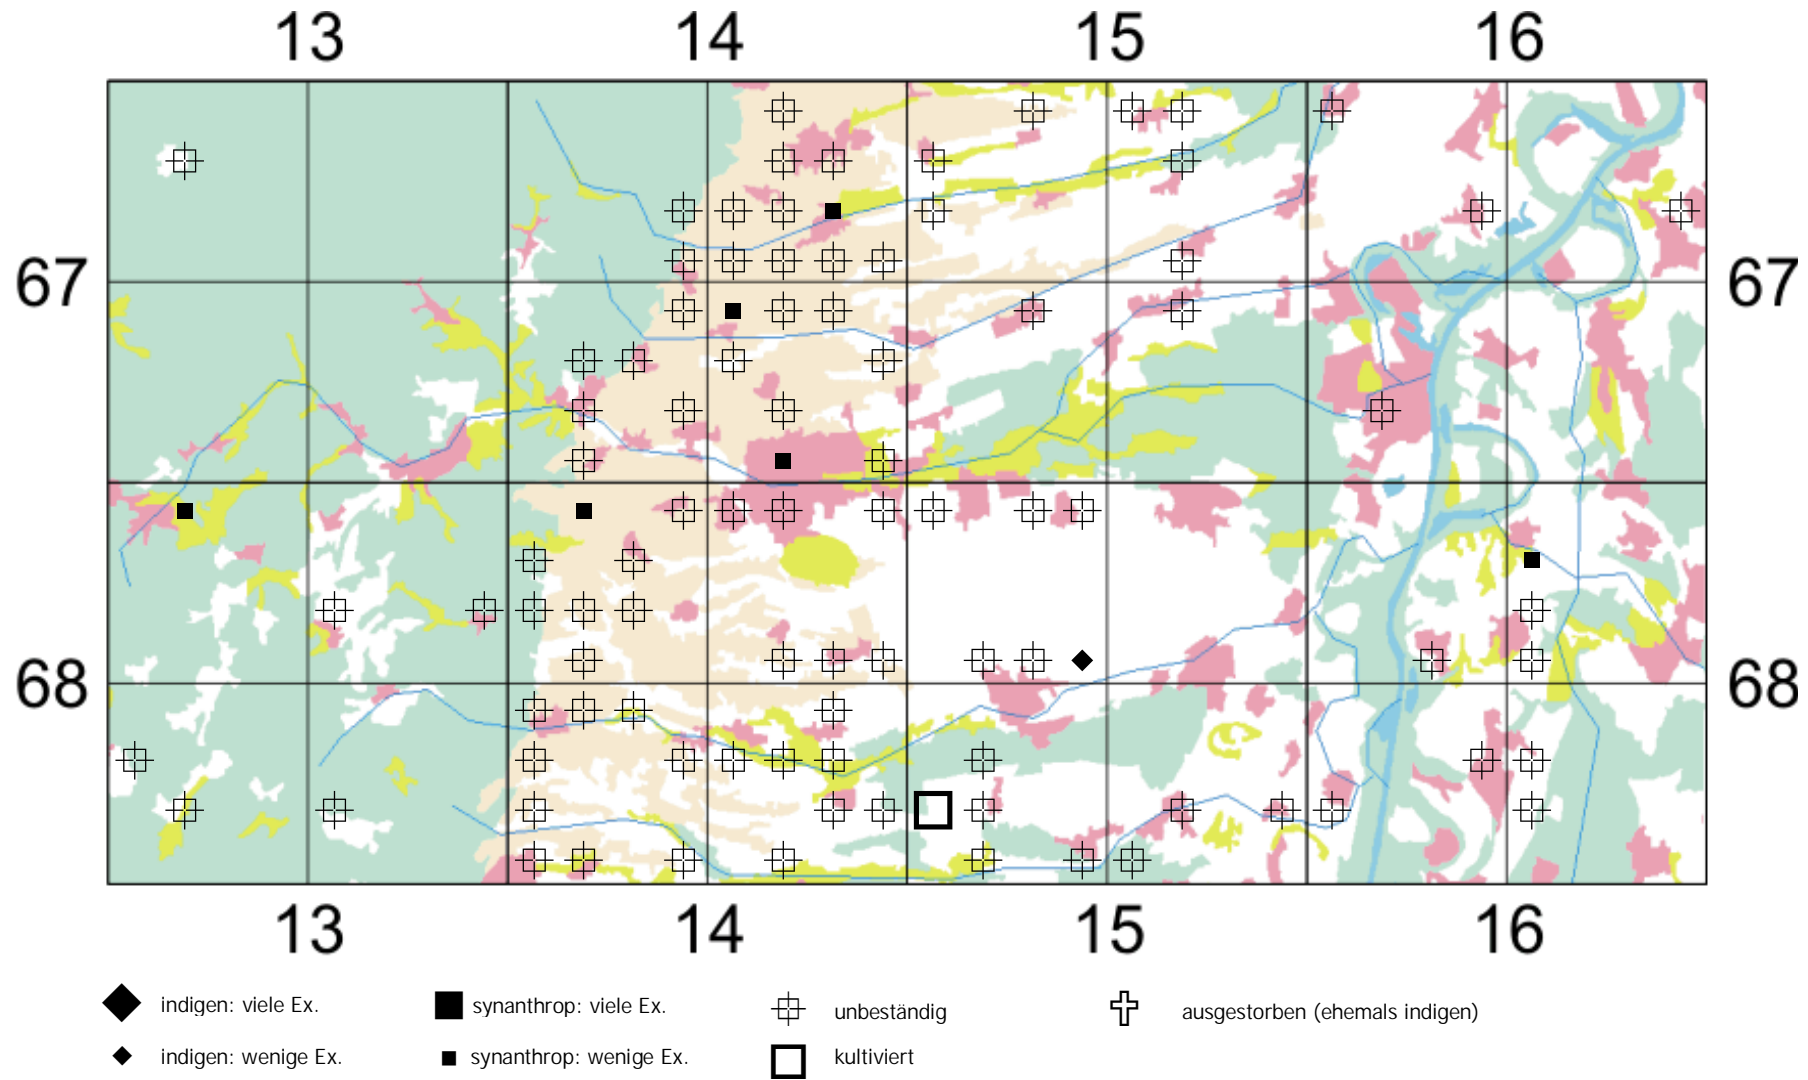 13 14 15 16
67 67
68 68
13 14 15 16
indigen: viele Ex. synanthrop: viele Ex. unbeständig ausgestorben (ehemals indigen)
indigen: wenige Ex. synanthrop: wenige Ex. kultiviert